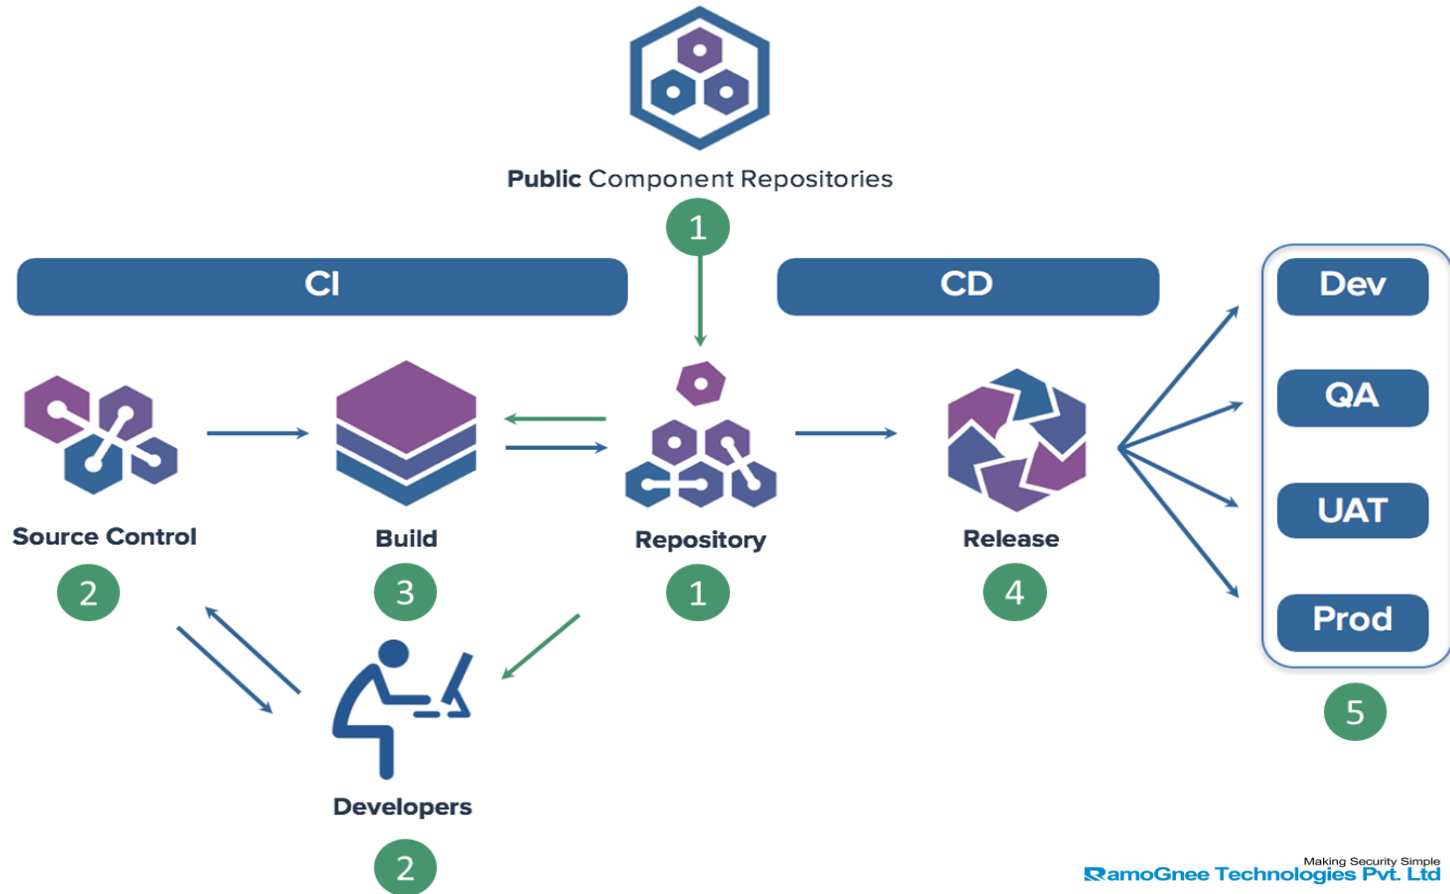 Public Component Repositories
1
CI
CD
Dev
QA
UAT
Prod
Source Control
Build
Repository
Release
2
3
1
4
5
Developers
2
Making Security Simple
RamoGnee Technologies Pvt. Ltd